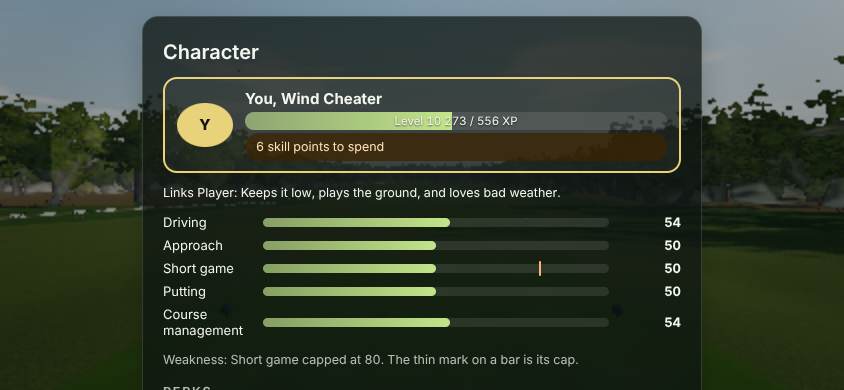 Character
Y
You, Wind Cheater
Level 10 273 / 556 XP
6 skill points to spend
Links Player: Keeps it low, plays the ground, and loves bad weather.
Driving 54
Approach 50
Short game 50
Putting 50
Course
management 54
Weakness: Short game capped at 80. The thin mark on a bar is its cap.
PERKS